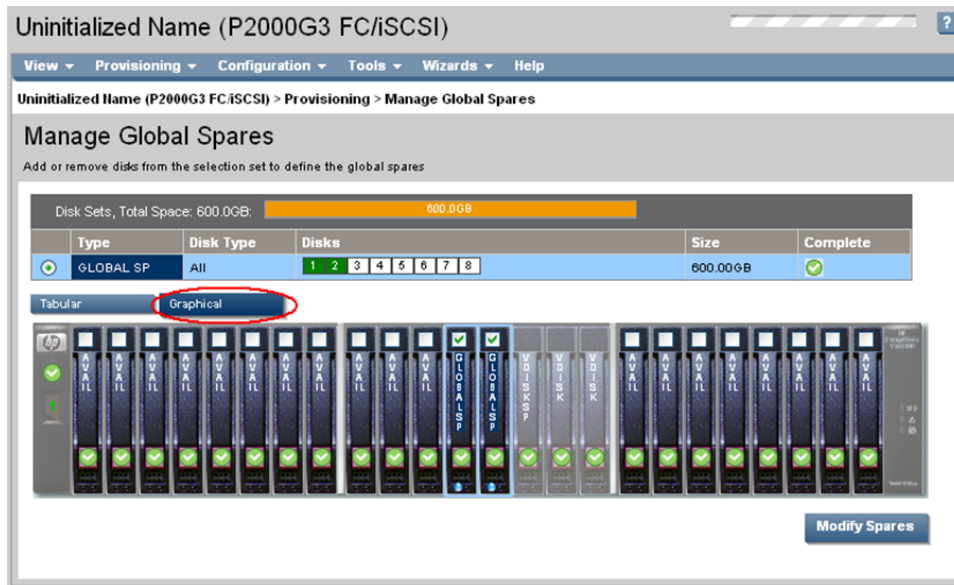 Uninitialized Name (P2000G3 FC/iSCSI)
?
View Provisioning Configuration Tools Wizards Help
Uninitialized Name (P2000G3 FC/iSCSI) > Provisioning > Manage Global Spares
Manage Global Spares
Add or remove disks from the selection set to define the global spares
Disk Sets, Total Space: 600.0GB: 600.0GB
Type Disk Type Disks Size Complete
GLOBAL SP All 1 2 3 4 5 6 7 8 600.00GB
Tabular Graphical
hp
AVAIL AVAIL AVAIL AVAIL AVAIL AVAIL AVAIL AVAIL AVAIL AVAIL AVAIL GLOBALSP GLOBALSP VDISKSP VDISK VDISK AVAIL AVAIL AVAIL AVAIL AVAIL AVAIL AVAIL AVAIL
Modify Spares